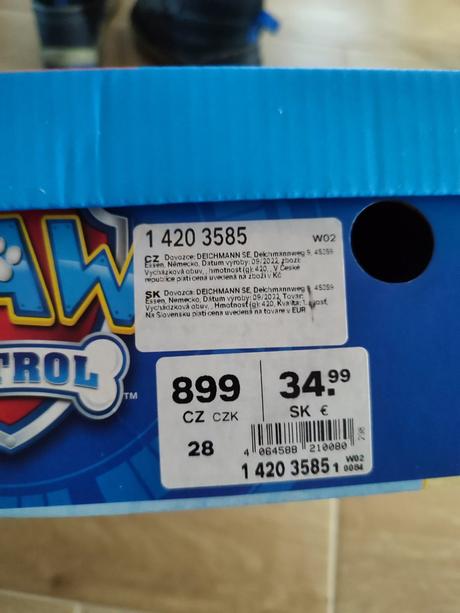 AW
TROL
TM
1 420 3585 W02
CZ Dovozce: DEICHMANN SE, Deichmannweg 9, 45359
Essen, Německo, Datum výroby: 09/2022, zboží:
Vycházková obuv, , hmotnost (g): 420, , V České
republice platí cena uvedená na zboží v Kč
SK Dovozca: DEICHMANN SE, Deichmannweg 9, 45359
Essen, Nemecko, Dátum výroby: 09/2022, Tovar:
Vychádzková obuv, , Hmotnosť (g): 420, Kvalita: 1.
Na Slovensku platí cena uvedená na tovare v EUR
899 34.99
CZ CZK SK €
28
4 064588 210080
W02
1 420 3585 1 0084